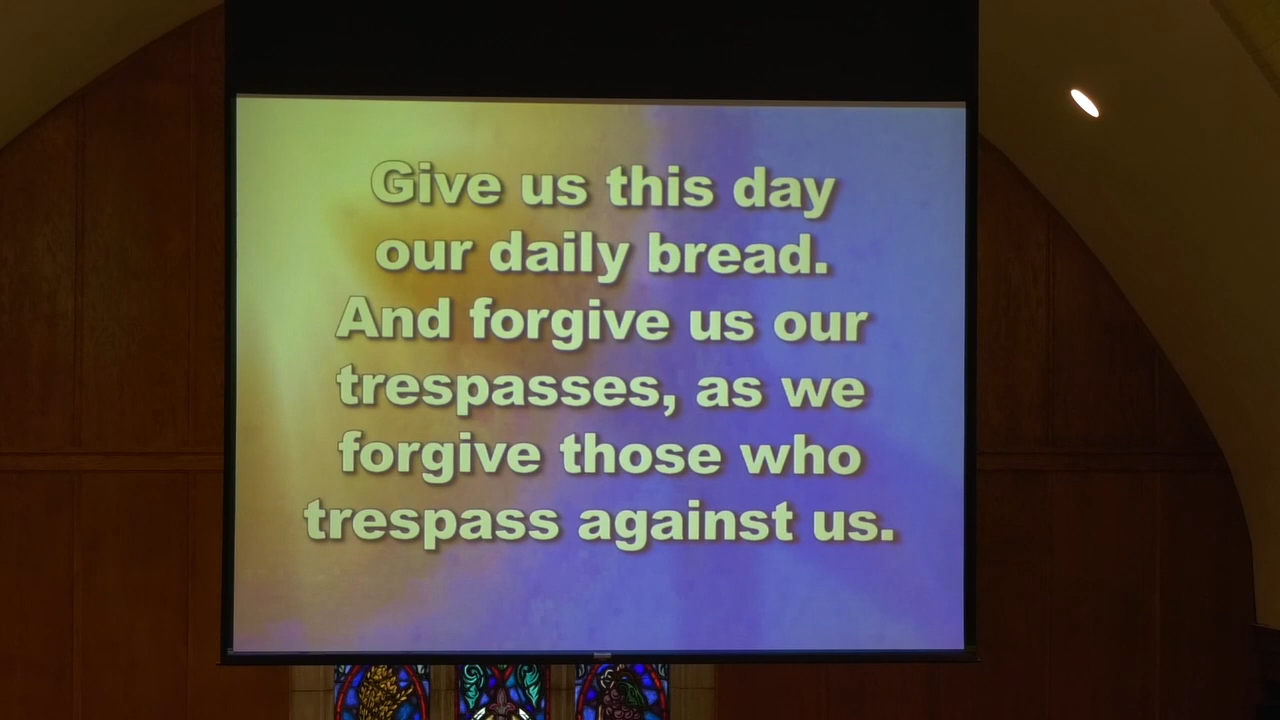 Give us this day
our daily bread.
And forgive us our
trespasses, as we
forgive those who
trespass against us.